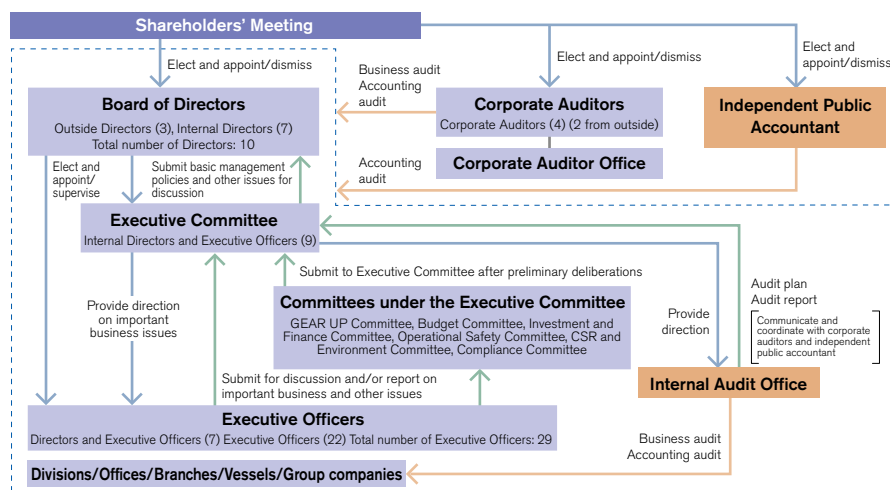 Shareholders' Meeting
Elect and appoint/dismiss
Elect and appoint/dismiss
Elect and
appoint/dismiss
Business audit
Accounting
audit
Board of Directors
Outside Directors (3), Internal Directors (7)
Total number of Directors: 10
Corporate Auditors
Corporate Auditors (4) (2 from outside)
Corporate Auditor Office
Independent Public
Accountant
Accounting
audit
Elect and
appoint/
supervise
Submit basic management
policies and other issues for
discussion
Executive Committee
Internal Directors and Executive Officers (9)
Submit to Executive Committee after preliminary deliberations
Provide direction
on important
business issues
Committees under the Executive Committee
GEAR UP Committee, Budget Committee, Investment and
Finance Committee, Operational Safety Committee, CSR and
Environment Committee, Compliance Committee
Provide
direction
Audit plan
Audit report
Communicate and
coordinate with corporate
auditors and independent
public accountant
Internal Audit Office
Submit for discussion and/or report on
important business and other issues
Executive Officers
Directors and Executive Officers (7) Executive Officers (22) Total number of Executive Officers: 29
Business audit
Accounting audit
Divisions/Offices/Branches/Vessels/Group companies